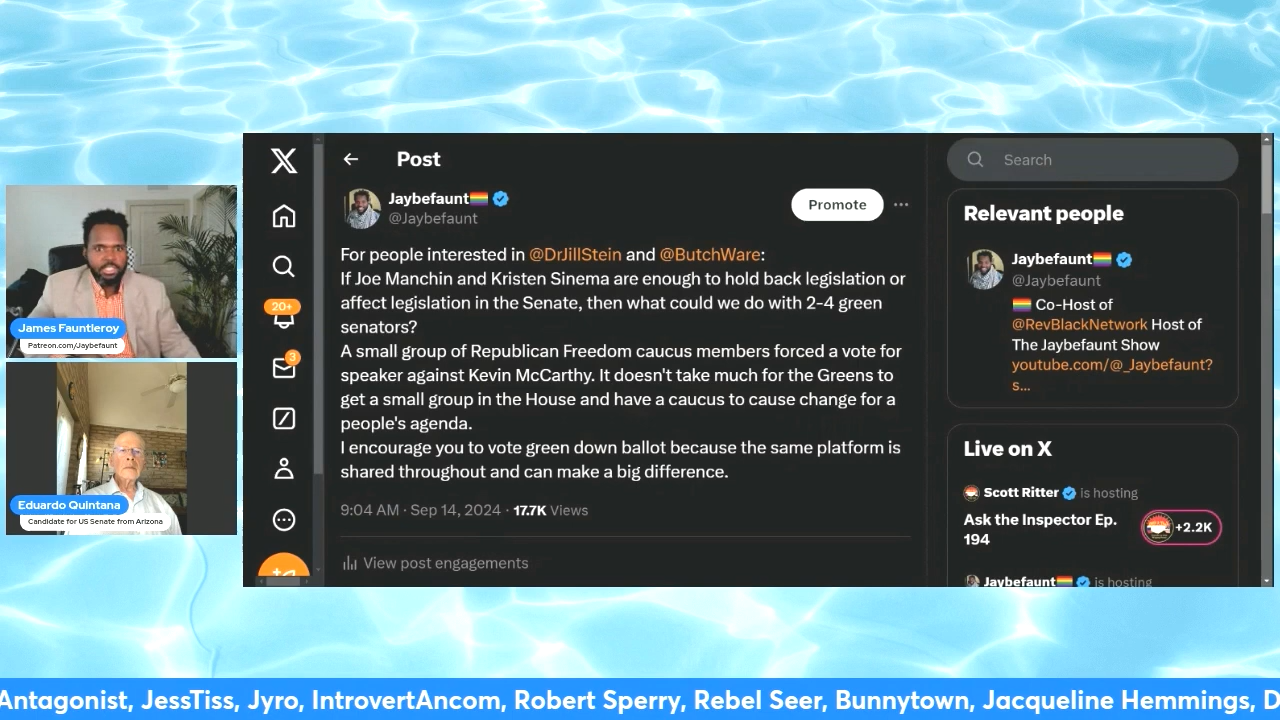 James Fauntleroy
Patreon.com/Jaybefaunt
Eduardo Quintana
Candidate for US Senate from Arizona
20+
3
Post
Jaybefaunt
@Jaybefaunt
Promote
For people interested in @DrJillStein and @ButchWare:
If Joe Manchin and Kristen Sinema are enough to hold back legislation or
affect legislation in the Senate, then what could we do with 2-4 green
senators?
A small group of Republican Freedom caucus members forced a vote for
speaker against Kevin McCarthy. It doesn't take much for the Greens to
get a small group in the House and have a caucus to cause change for a
people's agenda.
I encourage you to vote green down ballot because the same platform is
shared throughout and can make a big difference.
9:04 AM · Sep 14, 2024 · 17.7K Views
View post engagements
Search
Relevant people
Jaybefaunt
@Jaybefaunt
Co-Host of
@RevBlackNetwork Host of
The Jaybefaunt Show
youtube.com/@_Jaybefaunt?
s...
Live on X
Scott Ritter is hosting
Ask the Inspector Ep.
194
+2.2K
Jaybefaunt is hosting
Antagonist, JessTiss, Jyro, IntrovertAncom, Robert Sperry, Rebel Seer, Bunnytown, Jacqueline Hemmings, D